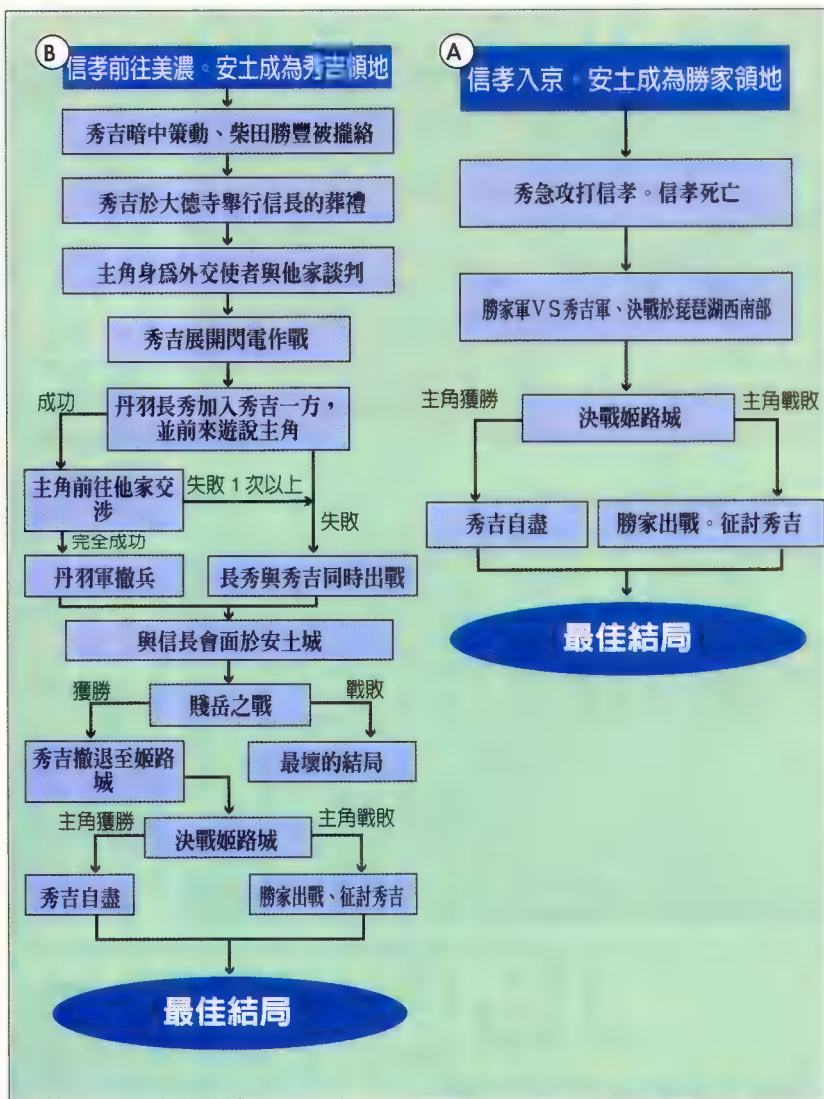 B
信孝前往美濃。安土成為秀吉領地
秀吉暗中策動、柴田勝豐被攏絡
秀吉於大德寺舉行信長的葬禮
主角身爲外交使者與他家談判
秀吉展開閃電作戰
成功
丹羽長秀加入秀吉一方，
並前來遊說主角
主角前往他家交
涉
失敗1次以上
失敗
完全成功
丹羽軍撤兵
長秀與秀吉同時出戰
與信長會面於安土城
獲勝
賤岳之戰
戰敗
秀吉撤退至姬路
城
最壞的結局
主角獲勝
決戰姬路城
主角戰敗
秀吉自盡
勝家出戰、征討秀吉
最佳結局
A
信孝入京。安土成為勝家領地
秀急攻打信孝。信孝死亡
勝家軍VS秀吉軍、決戰於琵琶湖西南部
主角獲勝
決戰姬路城
主角戰敗
秀吉自盡
勝家出戰。征討秀吉
最佳結局